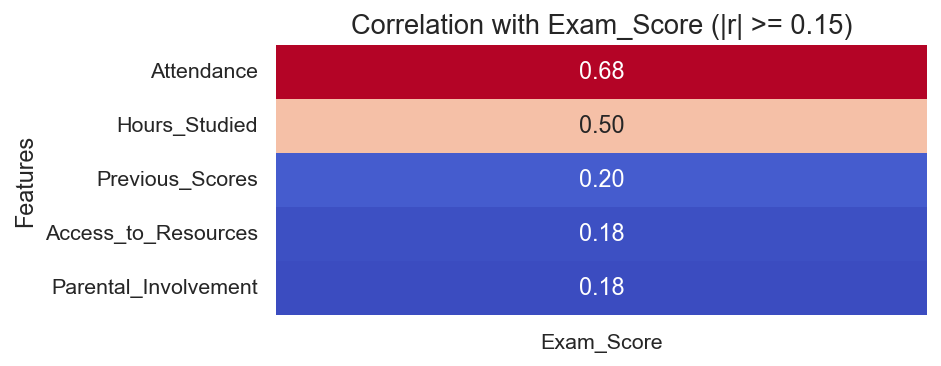 Correlation with Exam_Score (|r| >= 0.15)
Features
Attendance 0.68
Hours_Studied 0.50
Previous_Scores 0.20
Access_to_Resources 0.18
Parental_Involvement 0.18
Exam_Score